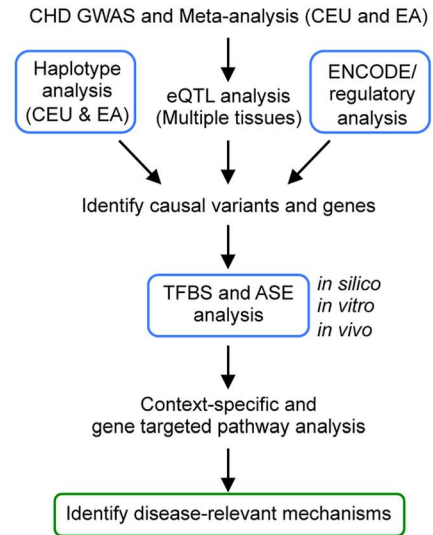 CHD GWAS and Meta-analysis (CEU and EA)
Haplotype
analysis
(CEU & EA)
eQTL analysis
(Multiple tissues)
ENCODE/
regulatory
analysis
Identify causal variants and genes
TFBS and ASE
analysis
in silico
in vitro
in vivo
Context-specific and
gene targeted pathway analysis
Identify disease-relevant mechanisms